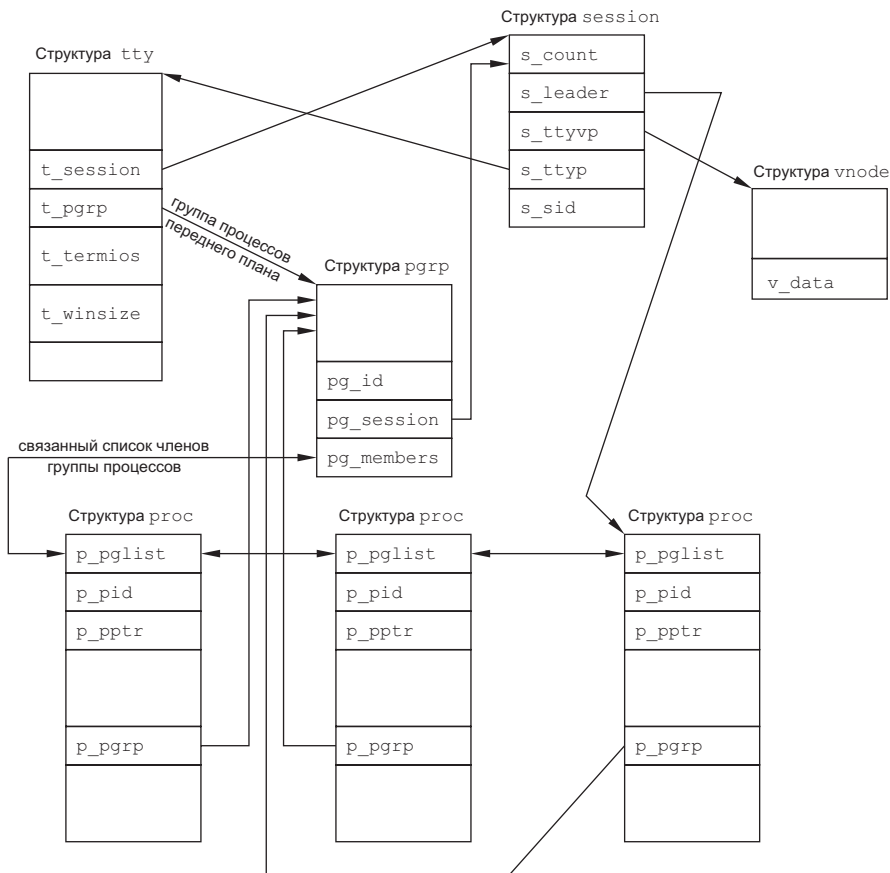 Структура session
s_count
s_leader
s_ttyvp
s_ttyp
s_sid
Структура tty
t_session
t_pgrp
t_termios
t_winsize
группа процессов
переднего плана
Структура vnode
v_data
Структура pgrp
pg_id
pg_session
pg_members
связанный список членов
группы процессов
Структура proc
p_pglist
p_pid
p_pptr
p_pgrp
Структура proc
p_pglist
p_pid
p_pptr
p_pgrp
Структура proc
p_pglist
p_pid
p_pptr
p_pgrp